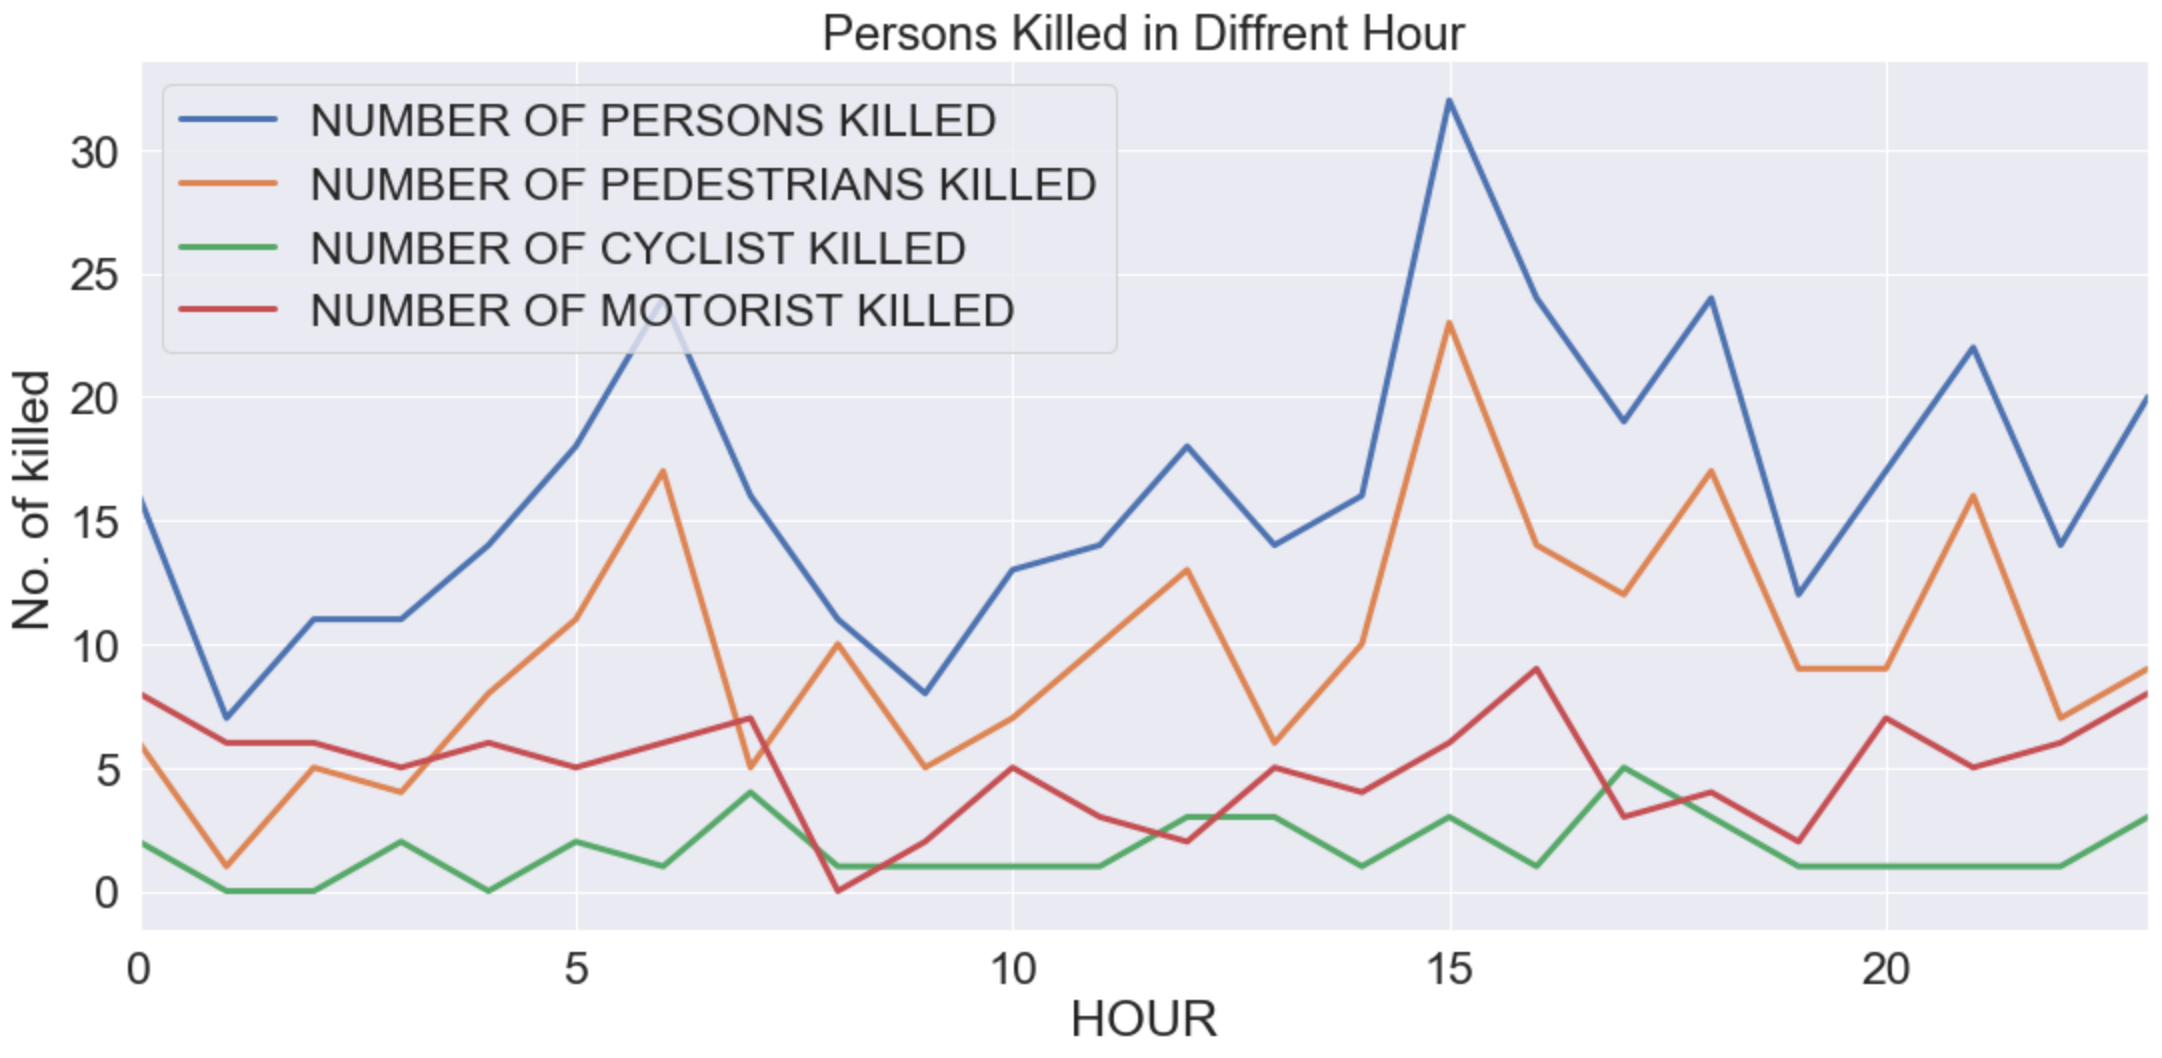 Persons Killed in Diffrent Hour
NUMBER OF PERSONS KILLED
NUMBER OF PEDESTRIANS KILLED
NUMBER OF CYCLIST KILLED
NUMBER OF MOTORIST KILLED
No. of killed
30
25
20
15
10
5
0
0 5 10 15 20
HOUR